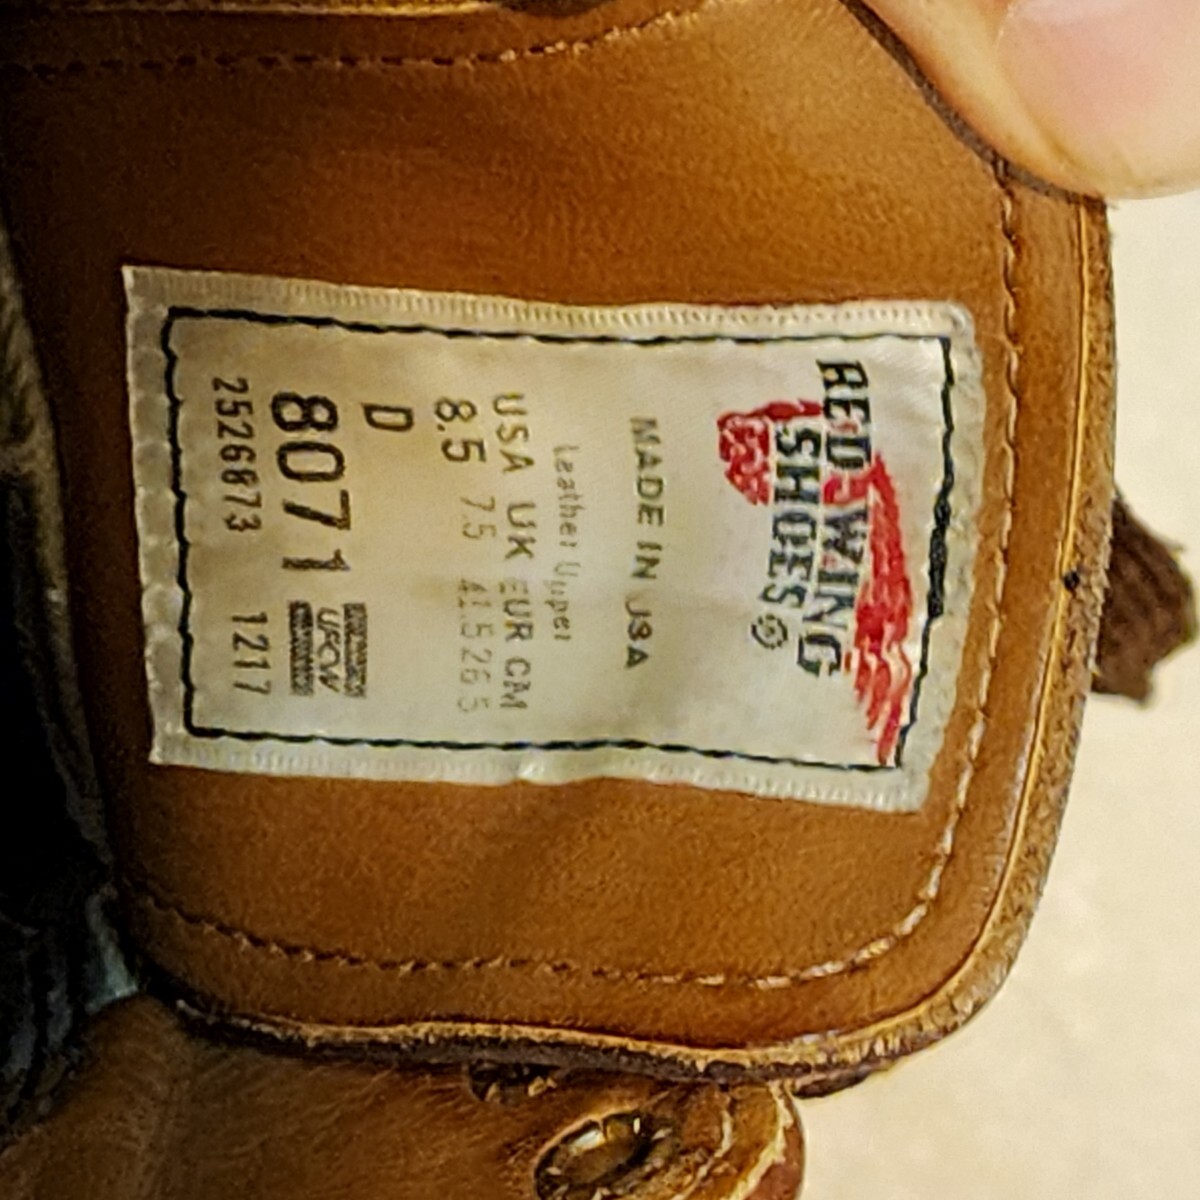 RED WING
SHOES
MADE IN USA
Leather Upper
USA UK EUR CM
8.5 7.5 41.5 26.5
D
8071 UFCW
2526873 1217